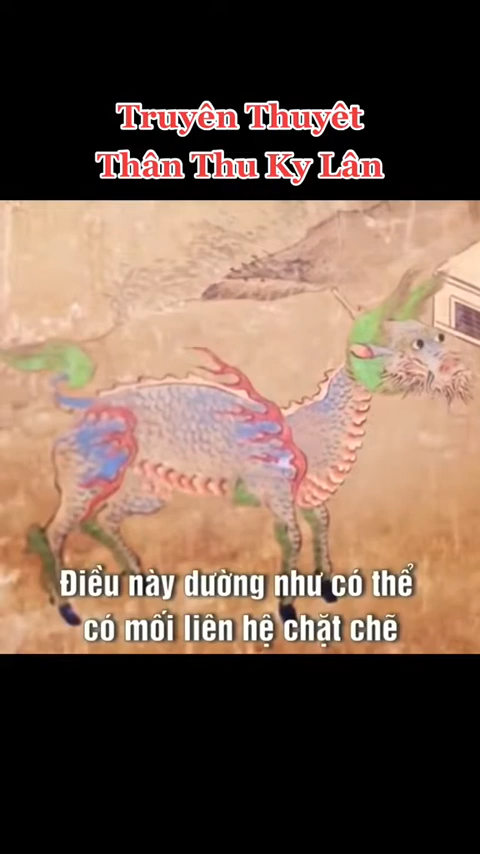 Truyên Thuyêt
Thân Thu Ky Lân
Điều này dường như có thể
có mối liên hệ chặt chẽ